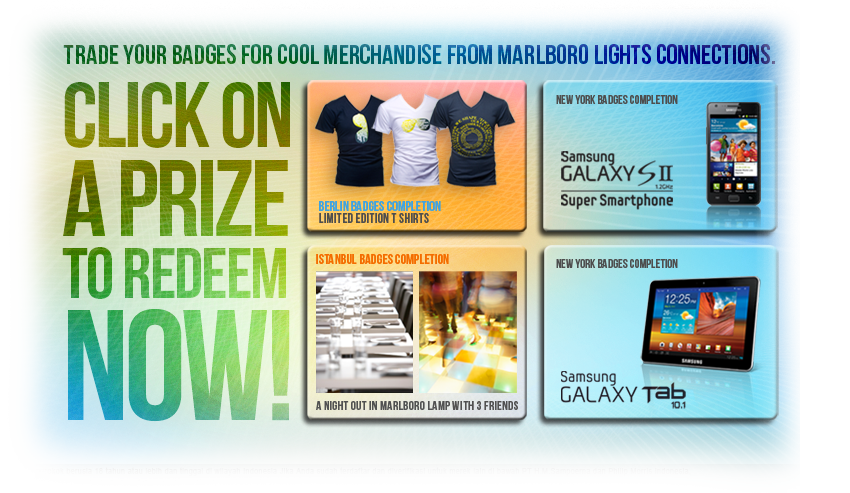 TRADE YOUR BADGES FOR COOL MERCHANDISE FROM MARLBORO LIGHTS CONNECTIONS.
CLICK ON
A PRIZE
TO REDEEM
NOW!
BERLIN BADGES COMPLETION
LIMITED EDITION T SHIRTS
NEW YORK BADGES COMPLETION
Samsung
GALAXY S II
1.2GHz
Super Smartphone
ISTANBUL BADGES COMPLETION
A NIGHT OUT IN MARLBORO LAMP WITH 3 FRIENDS
NEW YORK BADGES COMPLETION
12:25
SAMSUNG
Samsung
GALAXY Tab
10.1